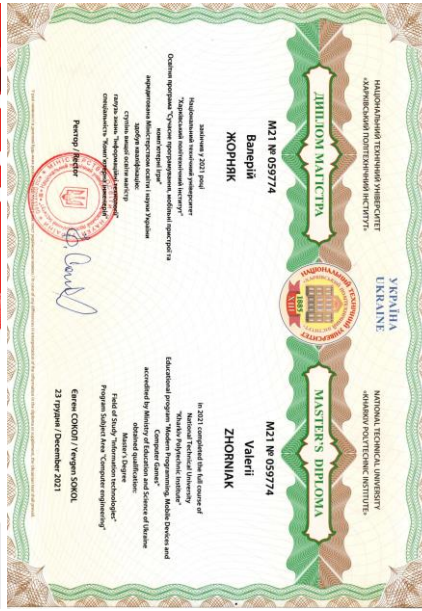 УКРАЇНА
UKRAINE
НАЦІОНАЛЬНИЙ ТЕХНІЧНИЙ УНІВЕРСИТЕТ
«ХАРКІВСЬКИЙ ПОЛІТЕХНІЧНИЙ ІНСТИТУТ»
ДИПЛОМ МАГІСТРА
M21 № 059774
Валерій
ЖОРНЯК
закінчив у 2021 році
Національний технічний університет
"Харківський політехнічний інститут"
Освітня програма "Сучасне програмування, мобільні пристрої та
комп'ютерні ігри"
акредитована Міністерством освіти і науки України
здобув кваліфікацію:
ступінь вищої освіти магістр
галузь знань "Інформаційні технології"
спеціальність "Комп'ютерна інженерія"
Ректор / Rector
NATIONAL TECHNICAL UNIVERSITY
«KHARKIV POLYTECHNIC INSTITUTE»
MASTER'S DIPLOMA
M21 № 059774
Valerii
ZHORNIAK
in 2021 completed the full course of
National Technical University
"Kharkiv Polytechnic Institute"
Educational program "Modern Programming, Mobile Devices and
Computer Games"
accredited by Ministry of Education and Science of Ukraine
obtained qualification:
Master's Degree
Field of Study "Information technologies"
Program Subject Area "Computer engineering"
Євген СОКОЛ / Yevgen SOKOL
23 грудня / December 2021
1885